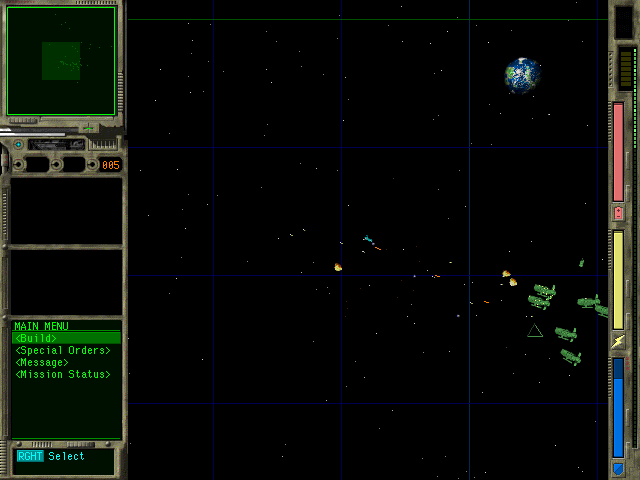 005
MAIN MENU
<Build>
<Special Orders>
<Message>
<Mission Status>
RGHT Select